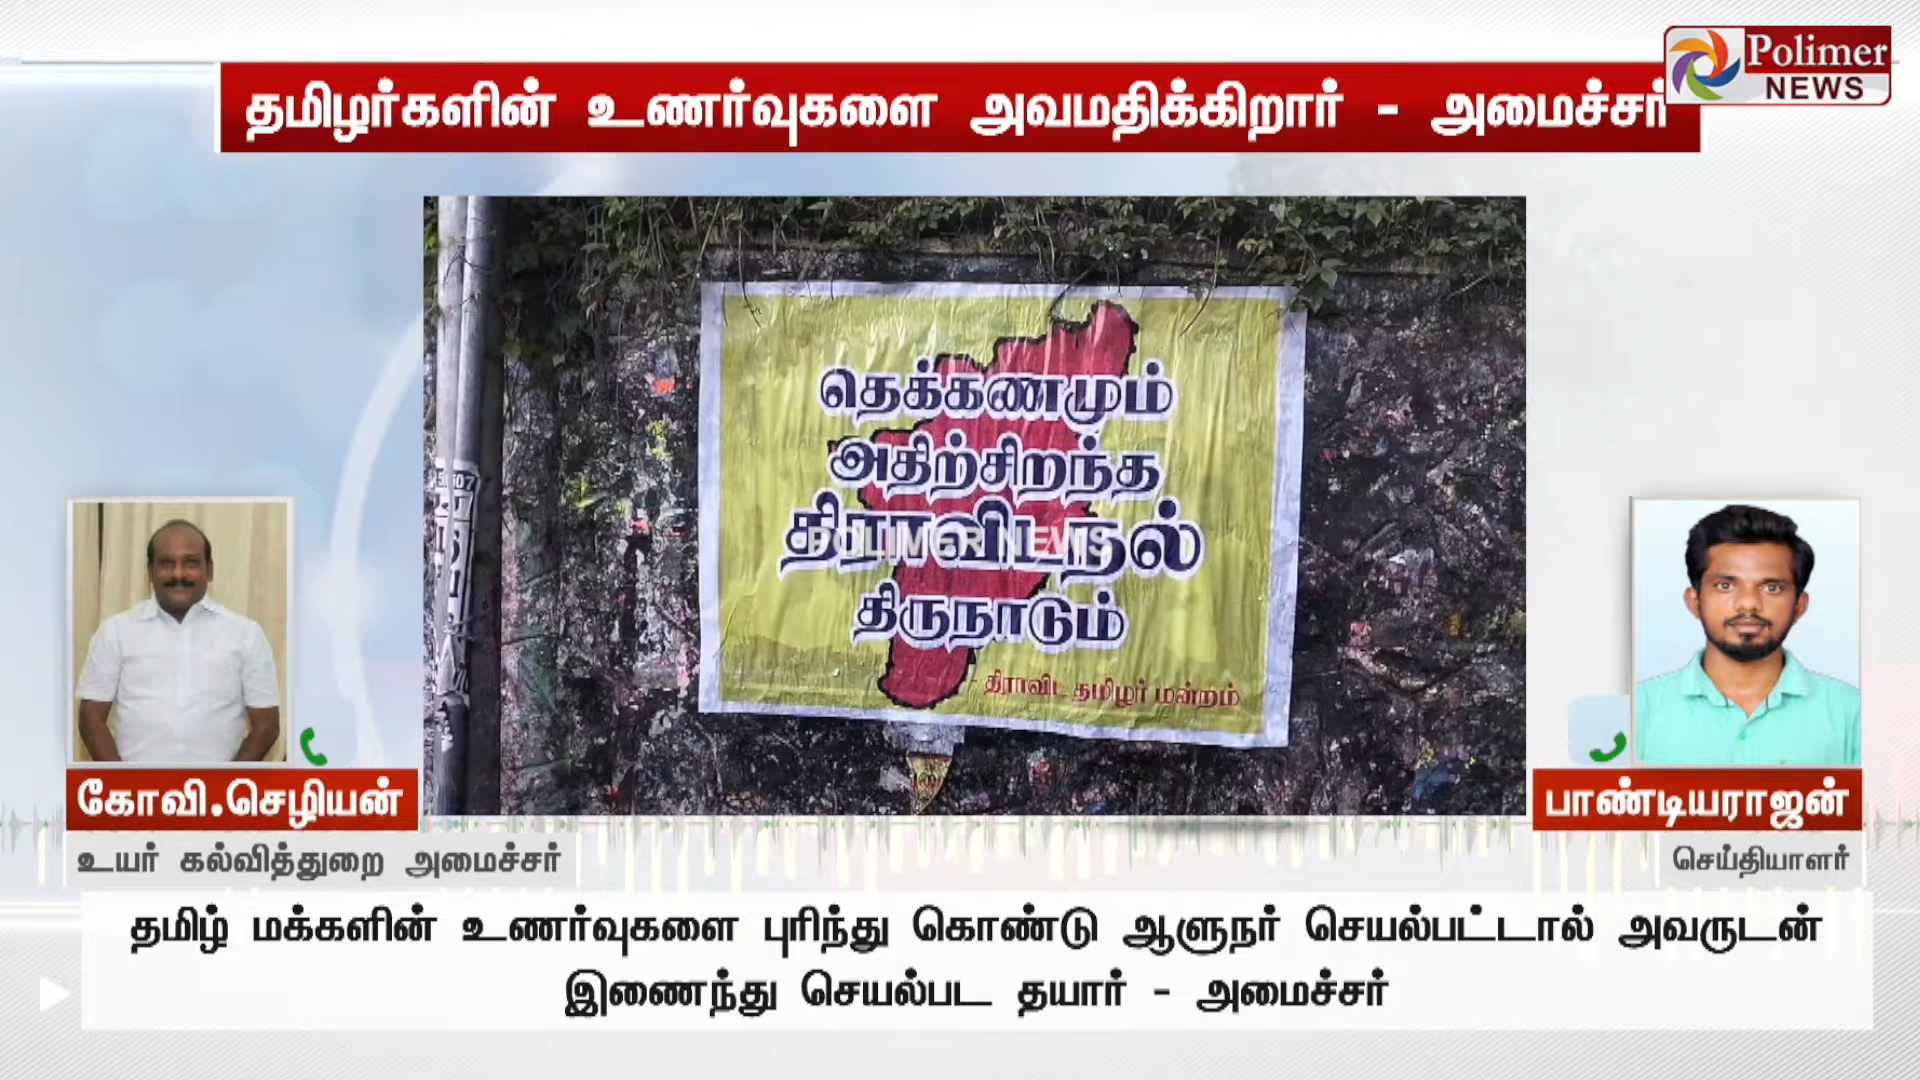 Polimer
NEWS
தமிழர்களின் உணர்வுகளை அவமதிக்கிறார் - அமைச்சர்
தெக்கணமும்
அதிற்சிறந்த
திராவிடநல்
POLIMER NEWS
திருநாடும்
- திராவிட தமிழர் மன்றம்
கோவி.செழியன்
உயர் கல்வித்துறை அமைச்சர்
பாண்டியராஜன்
செய்தியாளர்
தமிழ் மக்களின் உணர்வுகளை புரிந்து கொண்டு ஆளுநர் செயல்பட்டால் அவருடன்
இணைந்து செயல்பட தயார் - அமைச்சர்